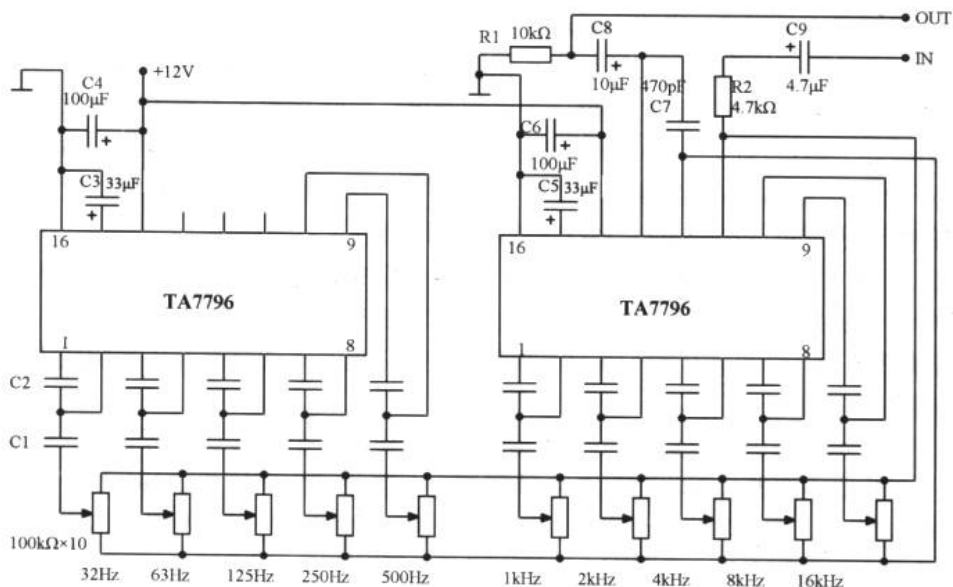 OUT
C8
C9
R1
10kΩ
IN
+12V
C4
100μF
10μF
470pF
R2
4.7μF
4.7kΩ
C7
C6
100μF
C3
33μF
C5
33μF
16
9
16
9
TA7796
TA7796
1
8
1
8
C2
C1
100kΩ×10
32Hz
63Hz
125Hz
250Hz
500Hz
1kHz
2kHz
4kHz
8kHz
16kHz